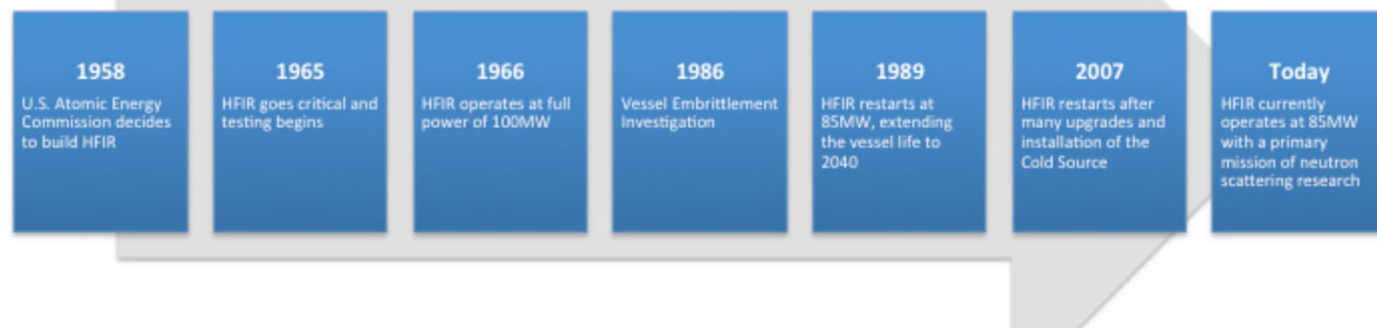 1958
U.S. Atomic Energy
Commission decides
to build HFIR
1965
HFIR goes critical and
testing begins
1966
HFIR operates at full
power of 100MW
1986
Vessel Embrittlement
Investigation
1989
HFIR restarts at
85MW, extending
the vessel life to
2040
2007
HFIR restarts after
many upgrades and
installation of the
Cold Source
Today
HFIR currently
operates at 85MW
with a primary
mission of neutron
scattering research